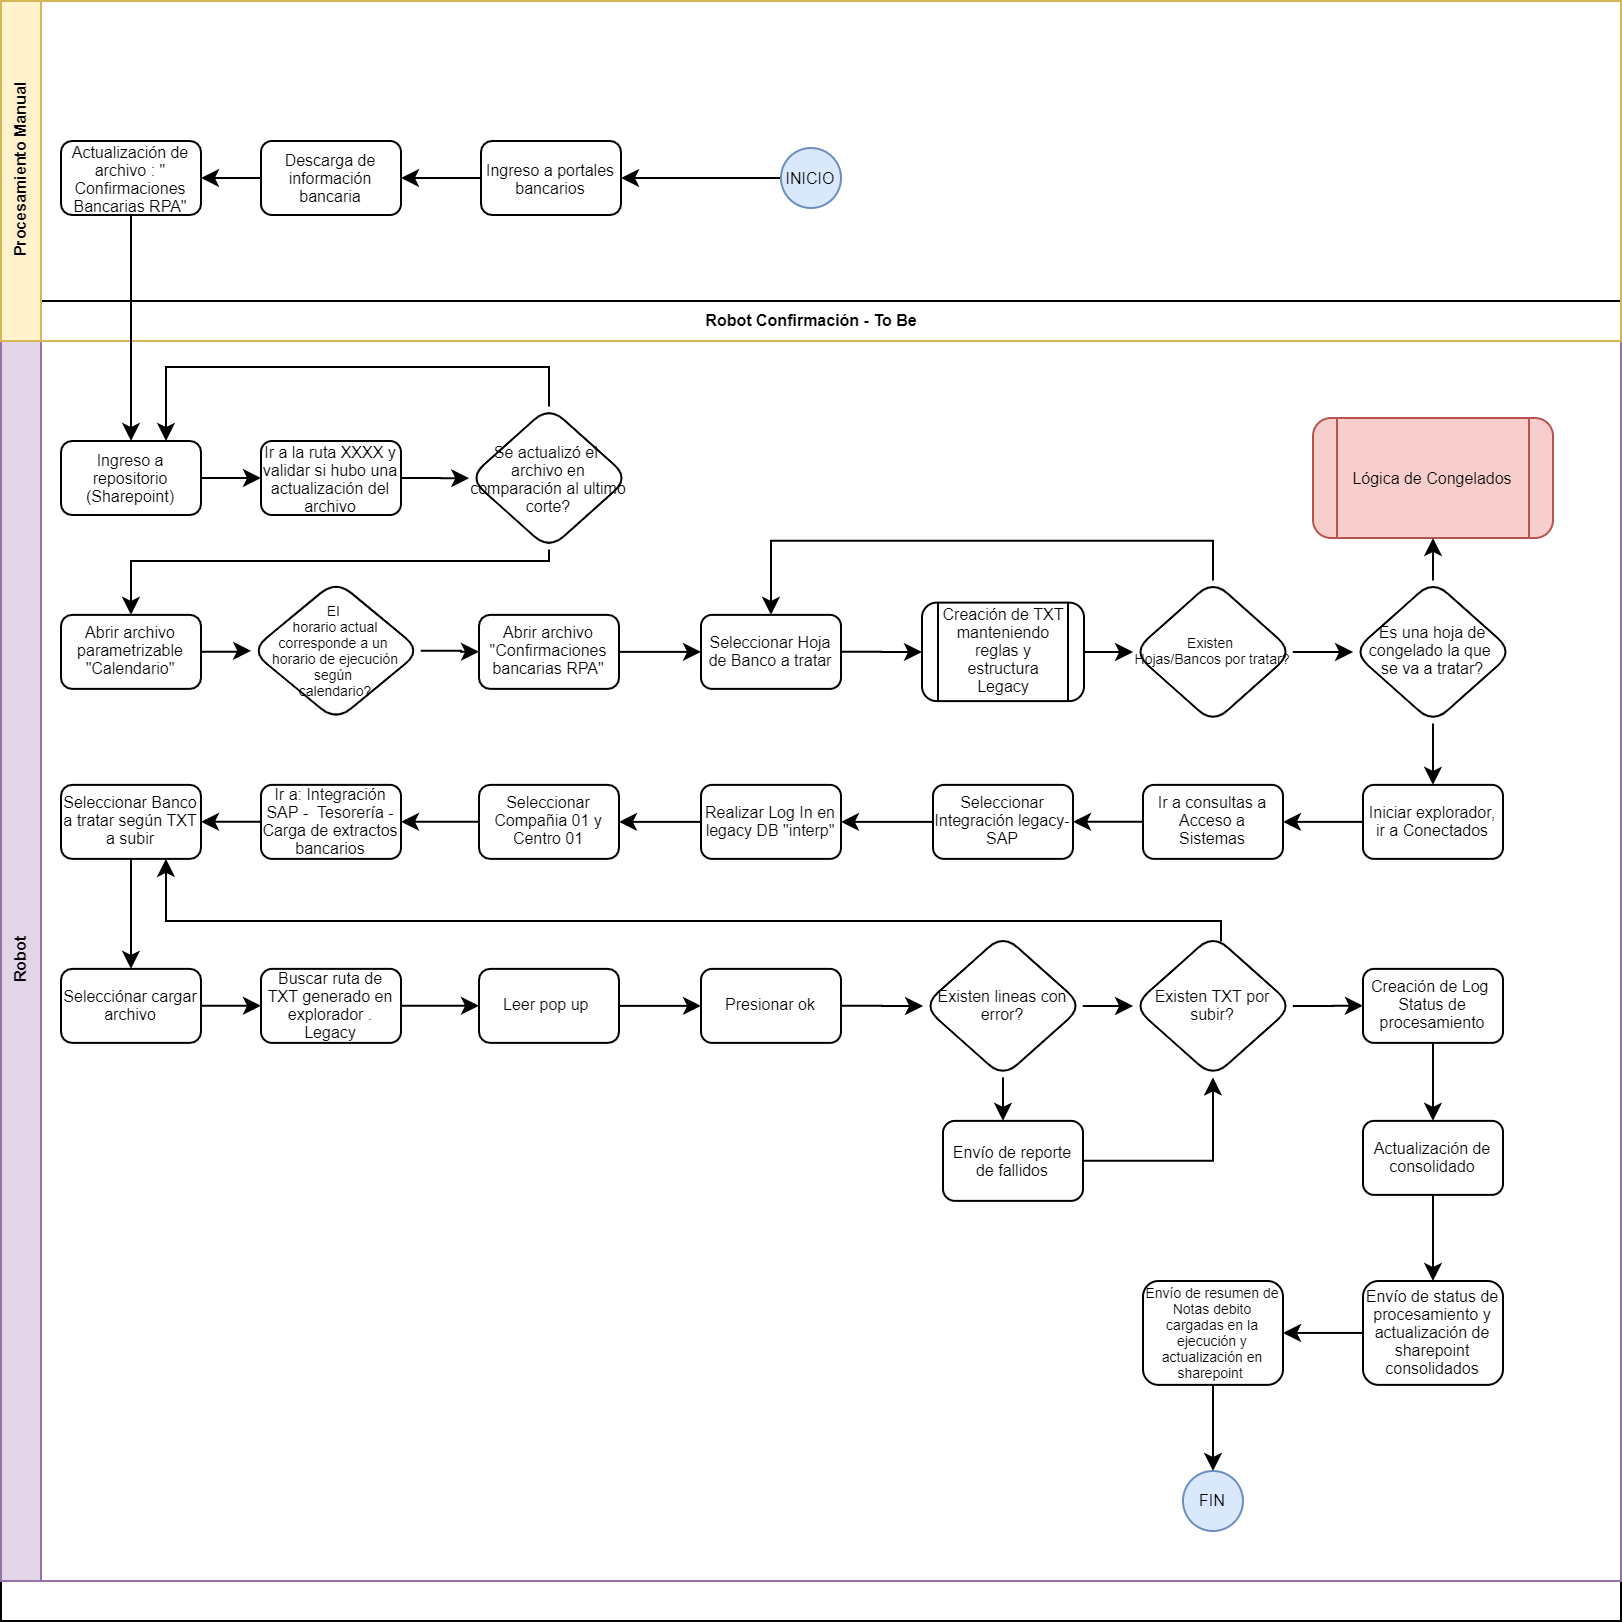 Procesamiento Manual
Actualización de
archivo : "
Confirmaciones
Bancarias RPA"
Descarga de
información
bancaria
Ingreso a portales
bancarios
INICIO
Robot Confirmación - To Be
Robot
Ingreso a
repositorio
(Sharepoint)
Ir a la ruta XXXX y
validar si hubo una
actualización del
archivo
Se actualizó el
archivo en
comparación al ultimo
corte?
Lógica de Congelados
Abrir archivo
parametrizable
"Calendario"
El
horario actual
corresponde a un
horario de ejecución
según
calendario?
Abrir archivo
"Confirmaciones
bancarias RPA"
Seleccionar Hoja
de Banco a tratar
Creación de TXT
manteniendo
reglas y
estructura
Legacy
Existen
Hojas/Bancos por tratar?
Es una hoja de
congelado la que
se va a tratar?
Seleccionar Banco
a tratar según TXT
a subir
Ir a: Integración
SAP - Tesorería -
Carga de extractos
bancarios
Seleccionar
Compañia 01 y
Centro 01
Realizar Log In en
legacy DB "interp"
Seleccionar
Integración legacy-
SAP
Ir a consultas a
Acceso a
Sistemas
Iniciar explorador,
ir a Conectados
Selecciónar cargar
archivo
Buscar ruta de
TXT generado en
explorador .
Legacy
Leer pop up
Presionar ok
Existen lineas con
error?
Existen TXT por
subir?
Creación de Log
Status de
procesamiento
Envío de reporte
de fallidos
Actualización de
consolidado
Envío de resumen de
Notas debito
cargadas en la
ejecución y
actualización en
sharepoint
Envío de status de
procesamiento y
actualización de
sharepoint
consolidados
FIN